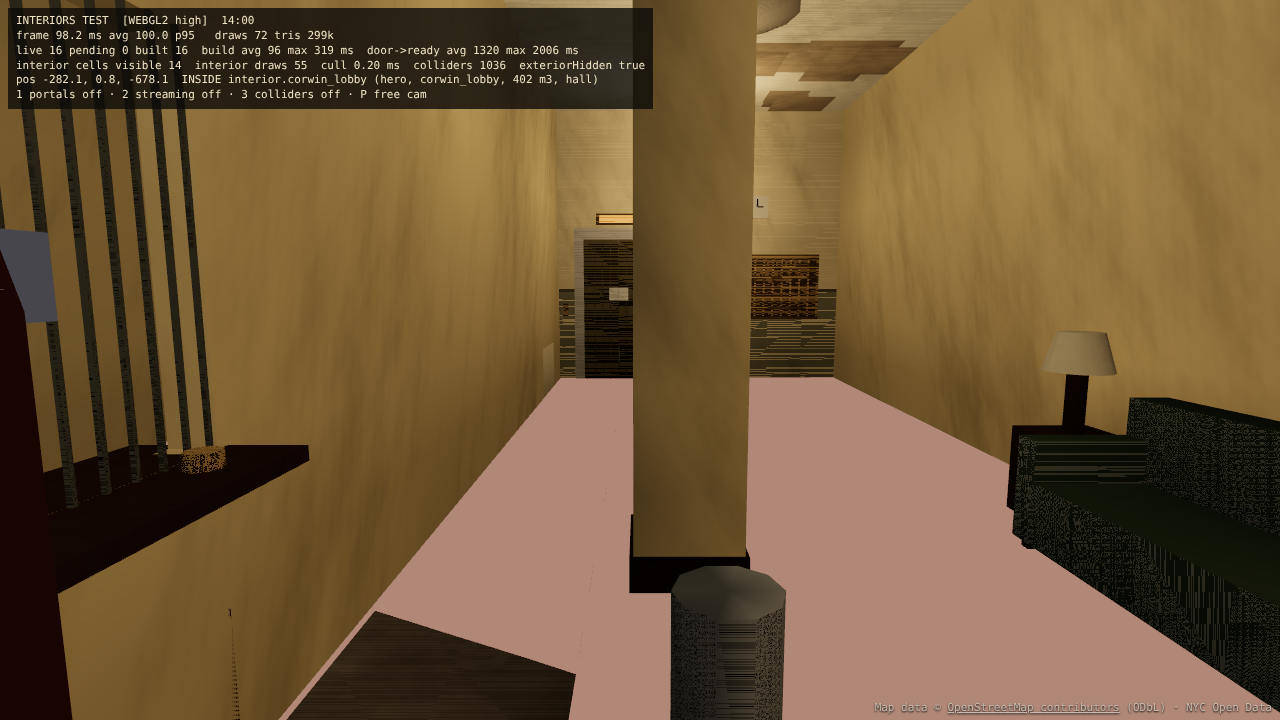 INTERIORS TEST [WEBGL2 high] 14:00
frame 98.2 ms avg 100.0 p95 draws 72 tris 299k
live 16 pending 0 built 16 build avg 96 max 319 ms door->ready avg 1320 max 2006 ms
interior cells visible 14 interior draws 55 cull 0.20 ms colliders 1036 exteriorHidden true
pos -282.1, 0.8, -678.1 INSIDE interior.corwin_lobby (hero, corwin_lobby, 402 m3, hall)
1 portals off · 2 streaming off · 3 colliders off · P free cam
L
Map data © OpenStreetMap contributors (ODbL) - NYC Open Data